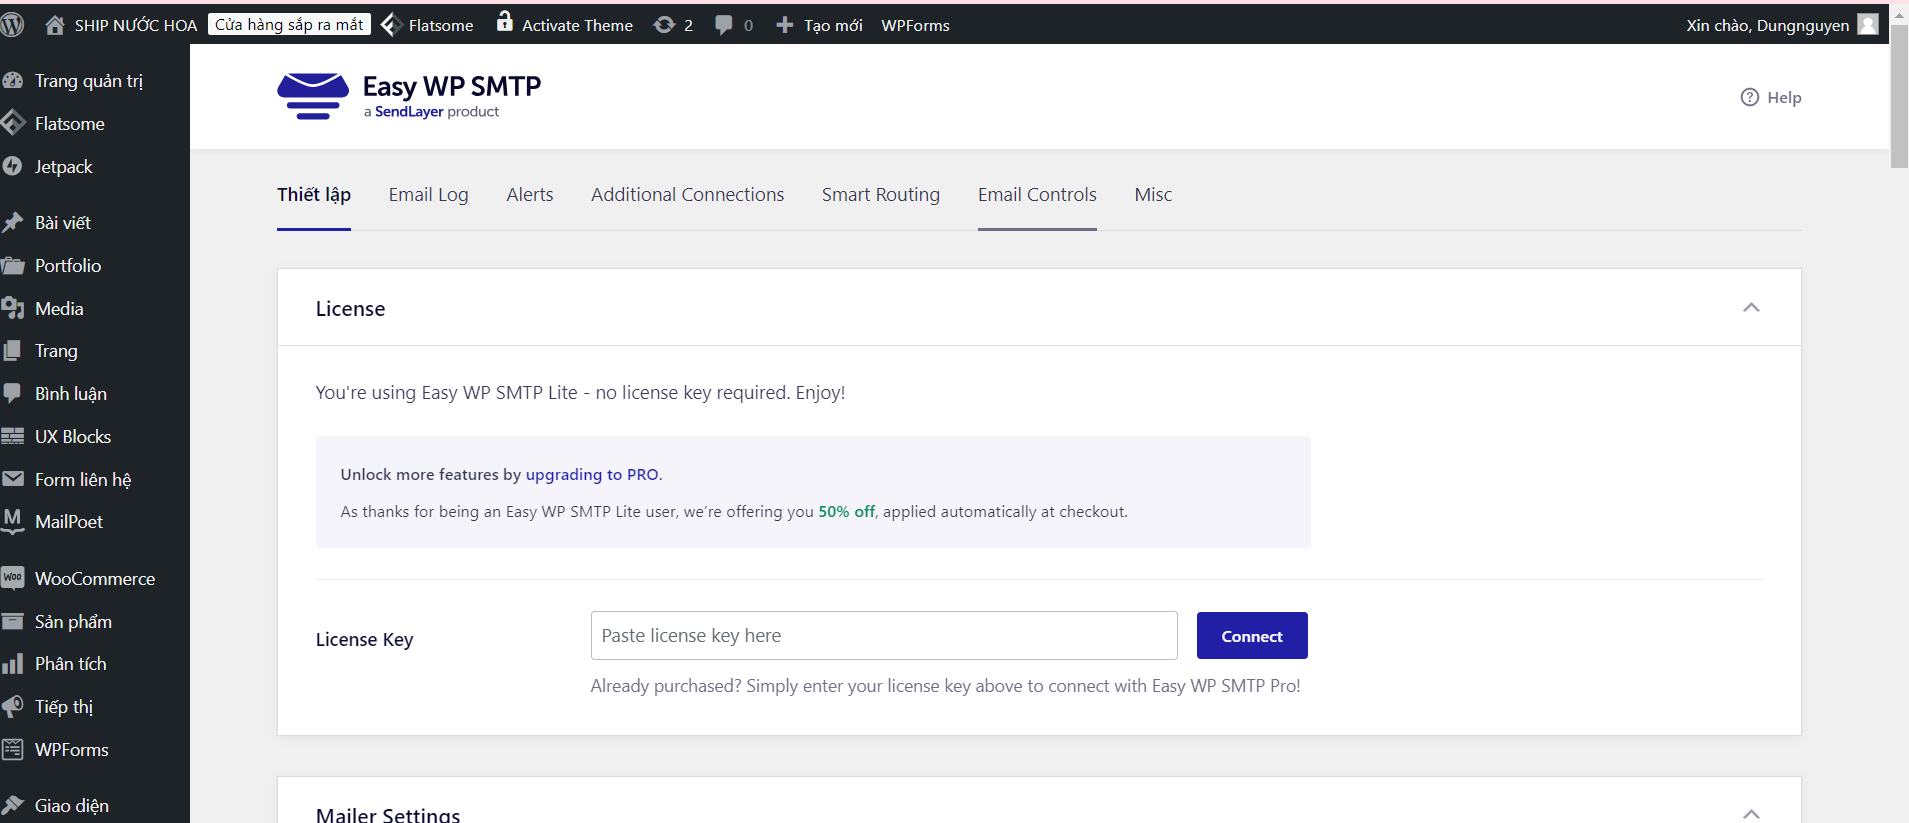 SHIP NƯỚC HOA Cửa hàng sắp ra mắt Flatsome Activate Theme 2 0 Tạo mới WPForms Xin chào, Dungnguyen
Trang quản trị
Flatsome
Jetpack
Bài viết
Portfolio
Media
Trang
Bình luận
UX Blocks
Form liên hệ
MailPoet
WooCommerce
Sản phẩm
Phân tích
Tiếp thị
WPForms
Giao diện
Easy WP SMTP
a SendLayer product
Help
Thiết lập Email Log Alerts Additional Connections Smart Routing Email Controls Misc
License
You're using Easy WP SMTP Lite - no license key required. Enjoy!
Unlock more features by upgrading to PRO.
As thanks for being an Easy WP SMTP Lite user, we're offering you 50% off, applied automatically at checkout.
License Key
Paste license key here
Connect
Already purchased? Simply enter your license key above to connect with Easy WP SMTP Pro!
Mailer Settings